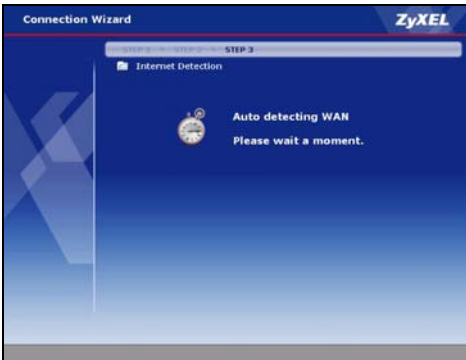 Connection Wizard
ZyXEL
STEP 1 STEP 2 STEP 3
Internet Detection
Auto detecting WAN
Please wait a moment.